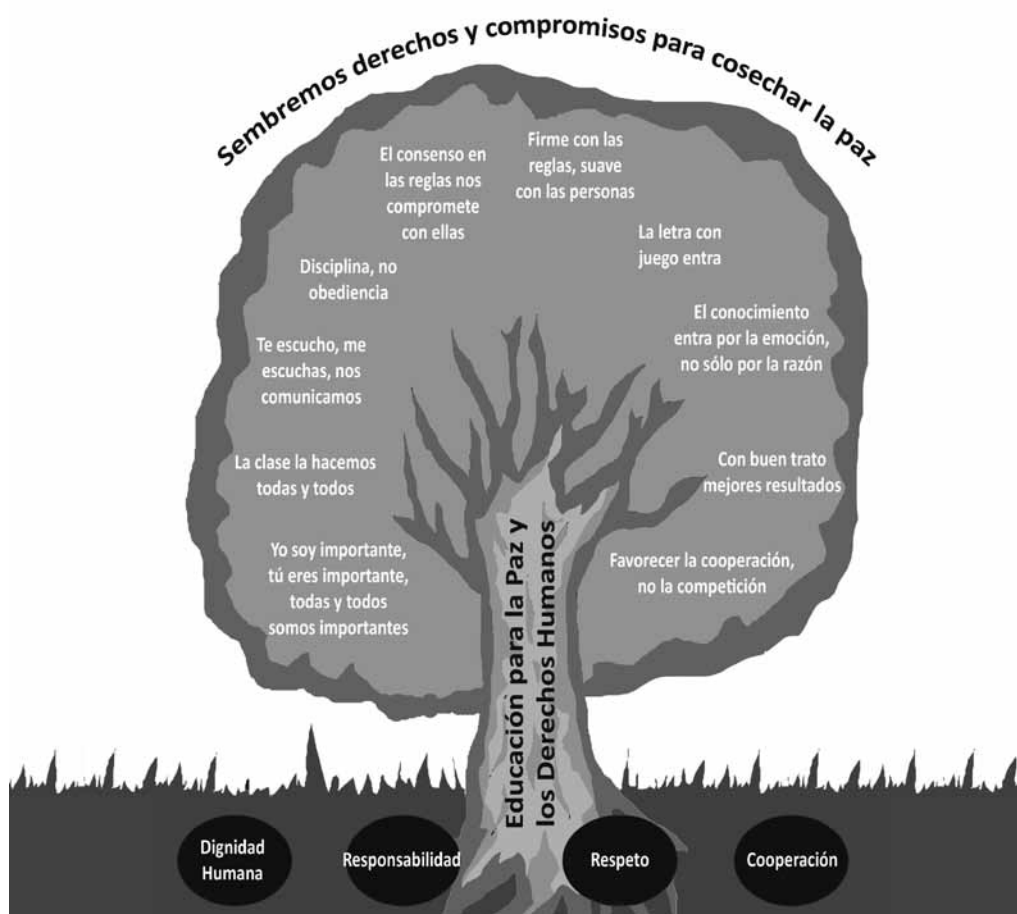 Sembremos derechos y compromisos para cosechar la paz
El consenso en
las reglas nos
compromete
con ellas
Firme con las
reglas, suave
con las personas
La letra con
juego entra
Disciplina, no
obediencia
El conocimiento
entra por la emoción,
no sólo por la razón
Te escucho, me
escuchas, nos
comunicamos
La clase la hacemos
todas y todos
Con buen trato
mejores resultados
Yo soy importante,
tú eres importante,
todas y todos
somos importantes
Favorecer la cooperación,
no la competición
Educación para la Paz y
los Derechos Humanos
Dignidad
Humana
Responsabilidad
Respeto
Cooperación